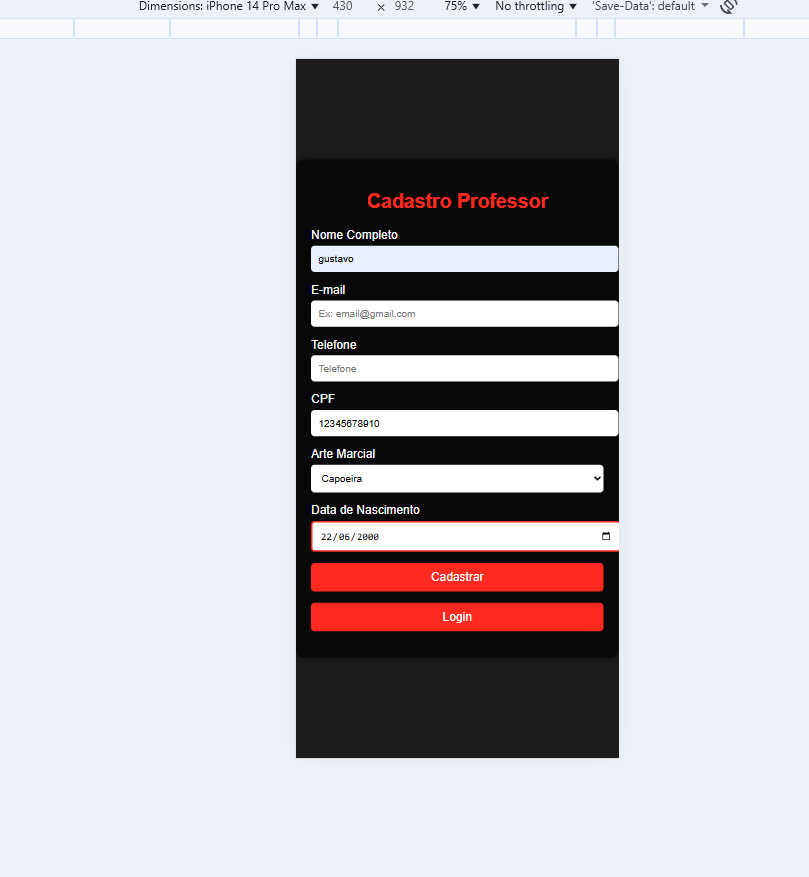 Dimensions: iPhone 14 Pro Max ▼ 430 × 932 75% ▼ No throttling ▼ 'Save-Data': default
Cadastro Professor
Nome Completo
gustavo
E-mail
Ex: email@gmail.com
Telefone
Telefone
CPF
12345678910
Arte Marcial
Capoeira
Data de Nascimento
22/06/2000
Cadastrar
Login